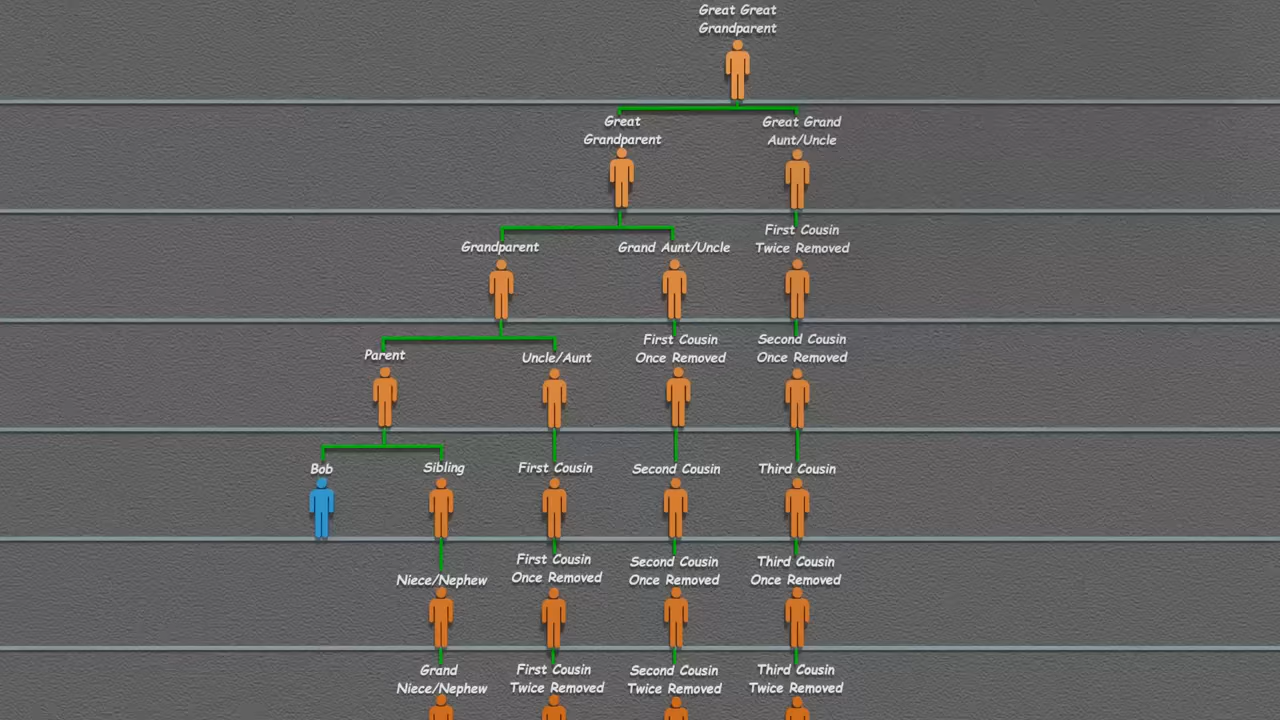 Great Great
Grandparent
Great
Grandparent
Great Grand
Aunt/Uncle
Grandparent
Grand Aunt/Uncle
First Cousin
Twice Removed
Parent
Uncle/Aunt
First Cousin
Once Removed
Second Cousin
Once Removed
Bob
Sibling
First Cousin
Second Cousin
Third Cousin
Niece/Nephew
First Cousin
Once Removed
Second Cousin
Once Removed
Third Cousin
Once Removed
Grand
Niece/Nephew
First Cousin
Twice Removed
Second Cousin
Twice Removed
Third Cousin
Twice Removed